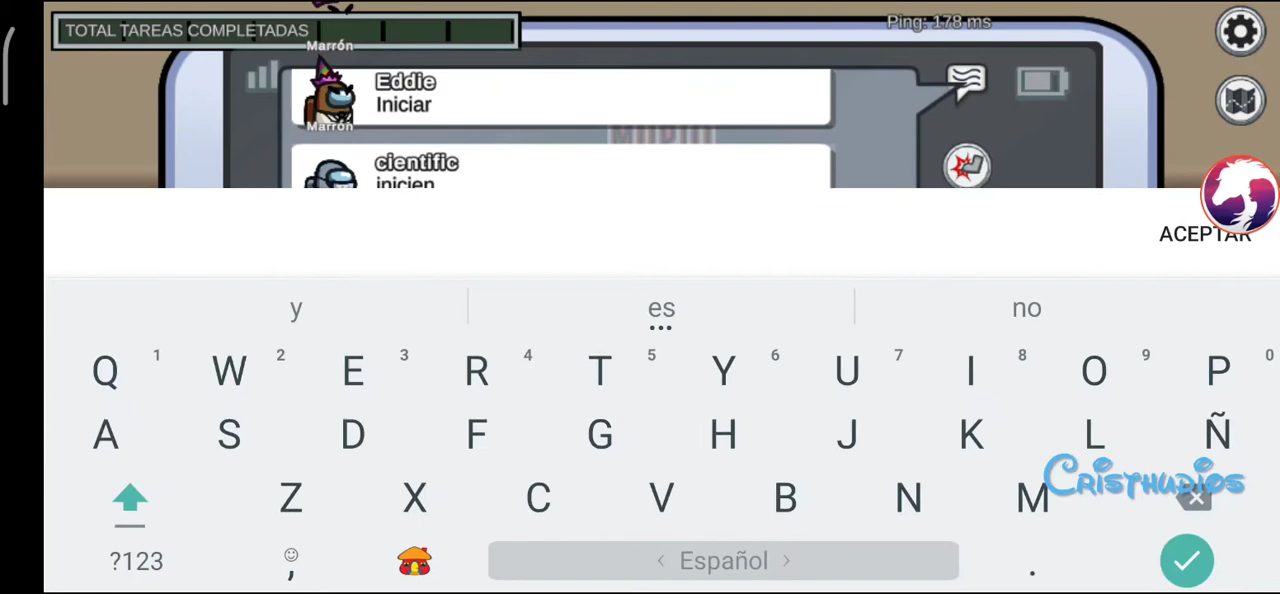 TOTAL TAREAS COMPLETADAS
Ping: 178 ms
Marrón
Eddie
Iniciar
Marrón
cientific
inicien
ACEPTAR
y es no
1 2 3 4 5 6 7 8 9 0
Q W E R T Y U I O P
A S D F G H J K L Ñ
Z X C V B N M
CRISTHUDIOS
?123 , < Español > .